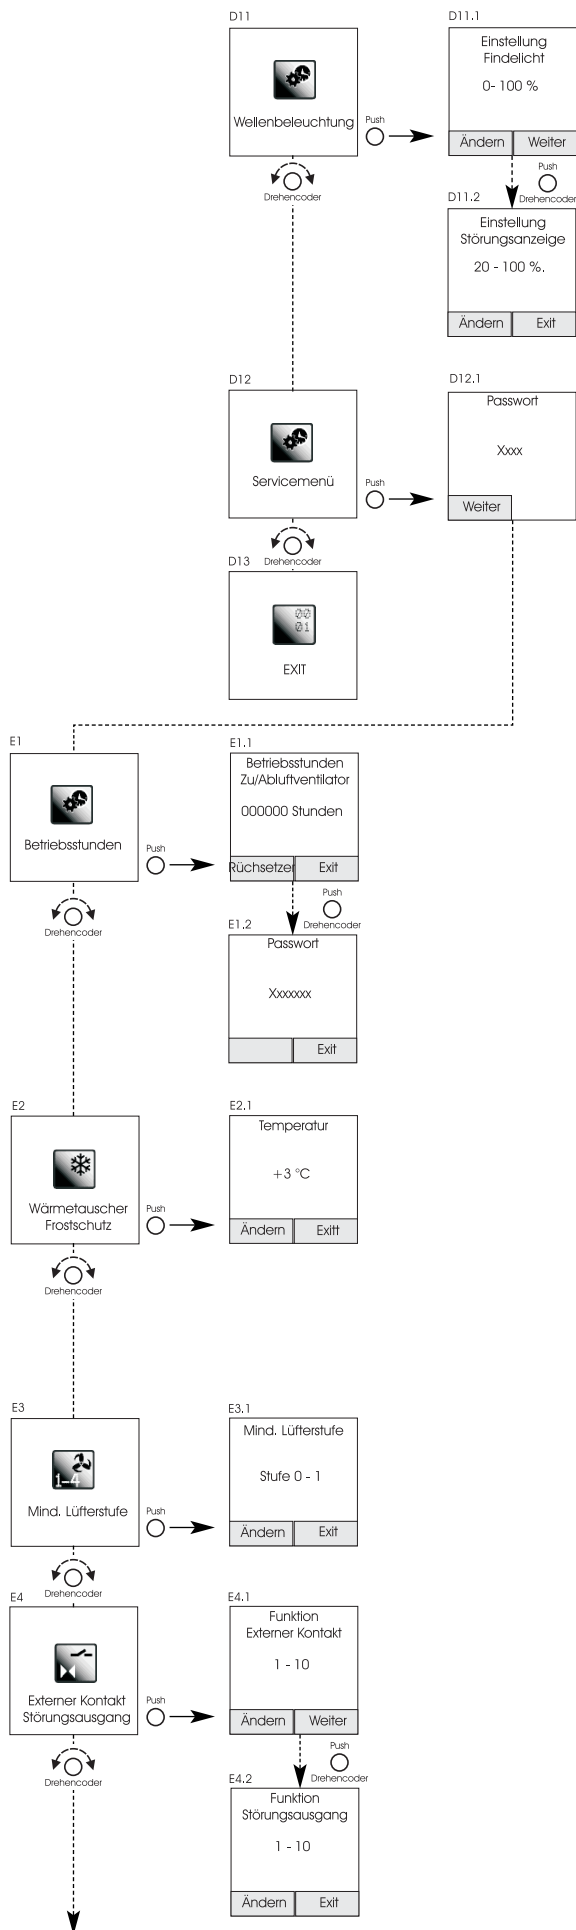 D11
D11.1
Einstellung
Findelicht
0- 100 %
Wellenbeleuchtung
Push
Ändern Weiter
Push
Drehencoder
Drehencoder
D11.2
Einstellung
Störungsanzeige
20 - 100 %.
Ändern Exit
D12
D12.1
Passwort
Xxxx
Servicemenü
Push
Weiter
Drehencoder
D13
00
01
EXIT
E1
E1.1
Betriebsstunden
Zu/Abluftventilator
000000 Stunden
Betriebsstunden
Push
Rüchsetzer Exit
Push
Drehencoder
Drehencoder
E1.2
Passwort
Xxxxxxx
Exit
E2
E2.1
Temperatur
+3 °C
Wärmetauscher
Frostschutz
Push
Ändern Exitt
Drehencoder
E3
E3.1
Mind. Lüfterstufe
Stufe 0 - 1
1-4
Mind. Lüfterstufe
Push
Ändern Exit
Drehencoder
E4
E4.1
Funktion
Externer Kontakt
1 - 10
Externer Kontakt
Störungsausgang
Push
Ändern Weiter
Push
Drehencoder
Drehencoder
E4.2
Funktion
Störungsausgang
1 - 10
Ändern Exit